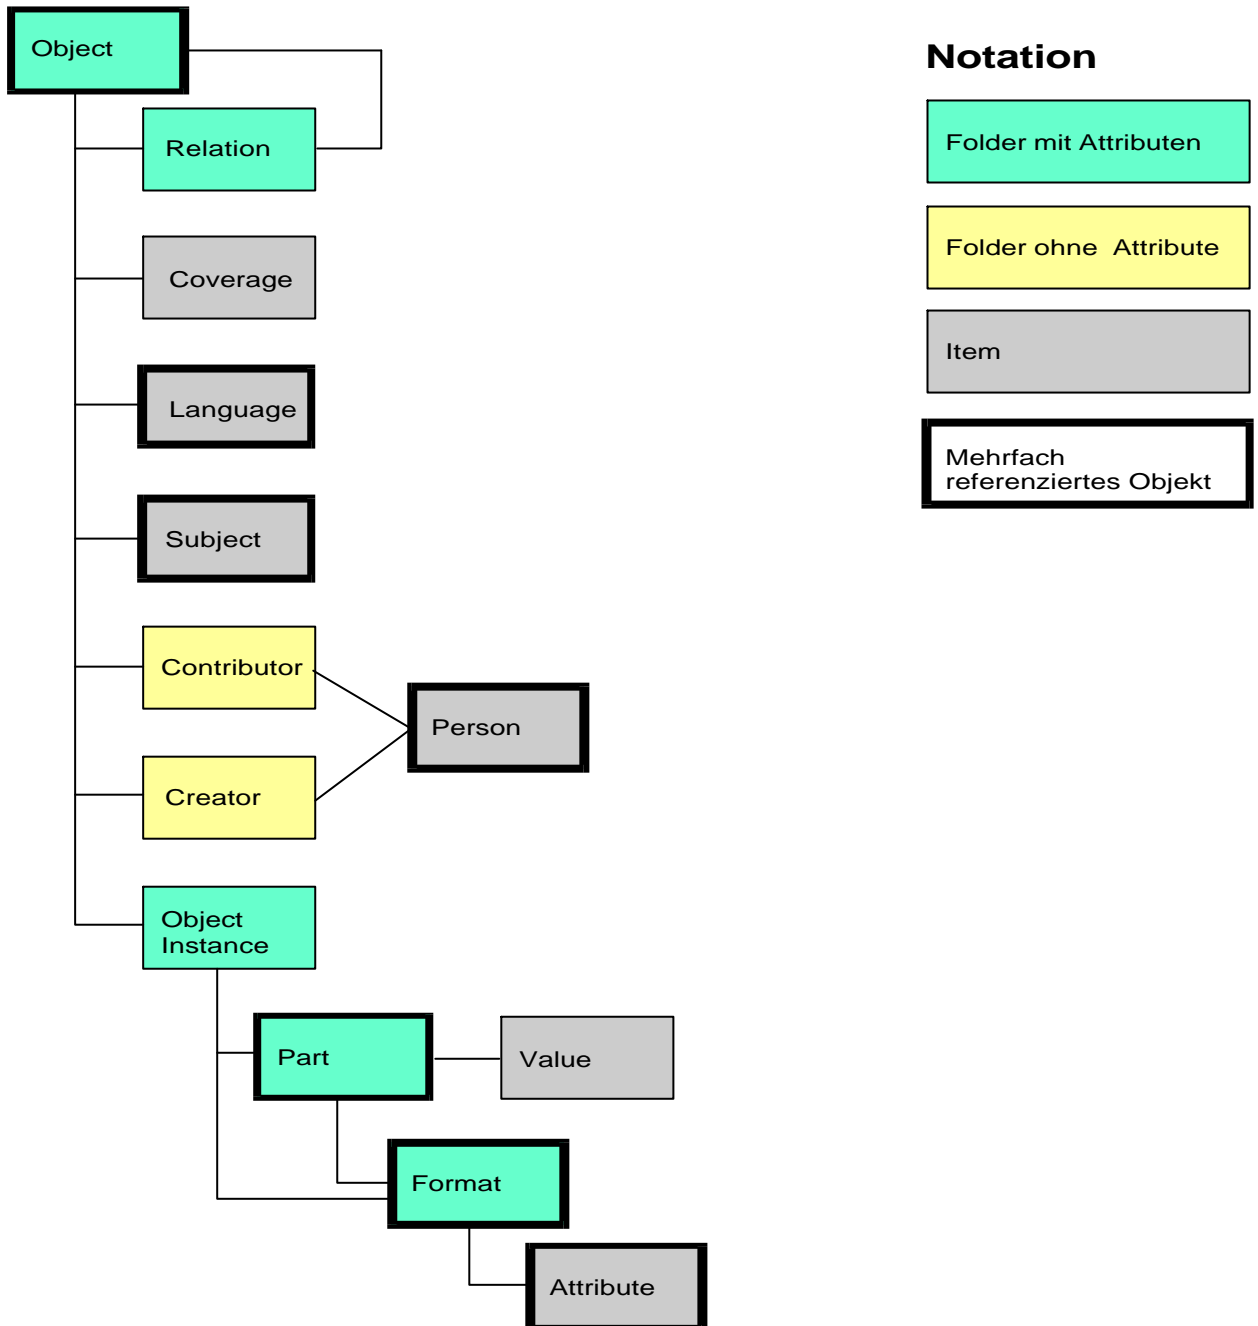 Object
Relation
Coverage
Language
Subject
Contributor
Person
Creator
Object
Instance
Part
Value
Format
Attribute
Notation
Folder mit Attributen
Folder ohne Attribute
Item
Mehrfach
referenziertes Objekt